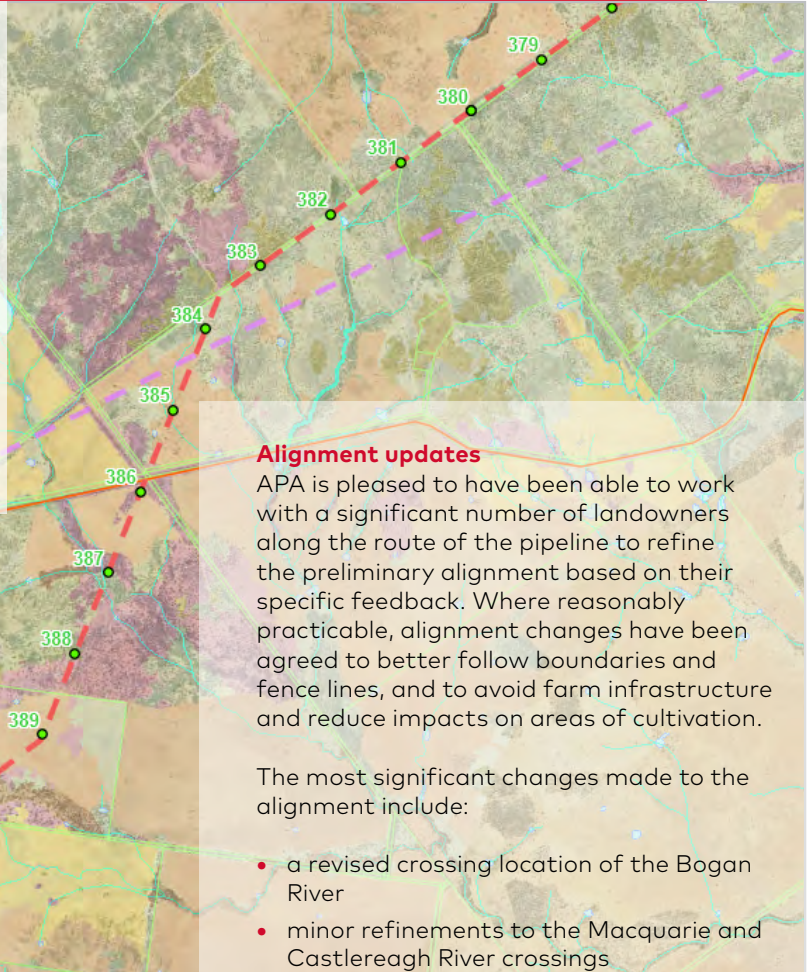 379
380
381
382
383
384
385
386
387
388
389
Alignment updates
APA is pleased to have been able to work
with a significant number of landowners
along the route of the pipeline to refine
the preliminary alignment based on their
specific feedback. Where reasonably
practicable, alignment changes have been
agreed to better follow boundaries and
fence lines, and to avoid farm infrastructure
and reduce impacts on areas of cultivation.
The most significant changes made to the
alignment include:
• a revised crossing location of the Bogan
River
• minor refinements to the Macquarie and
Castlereagh River crossings